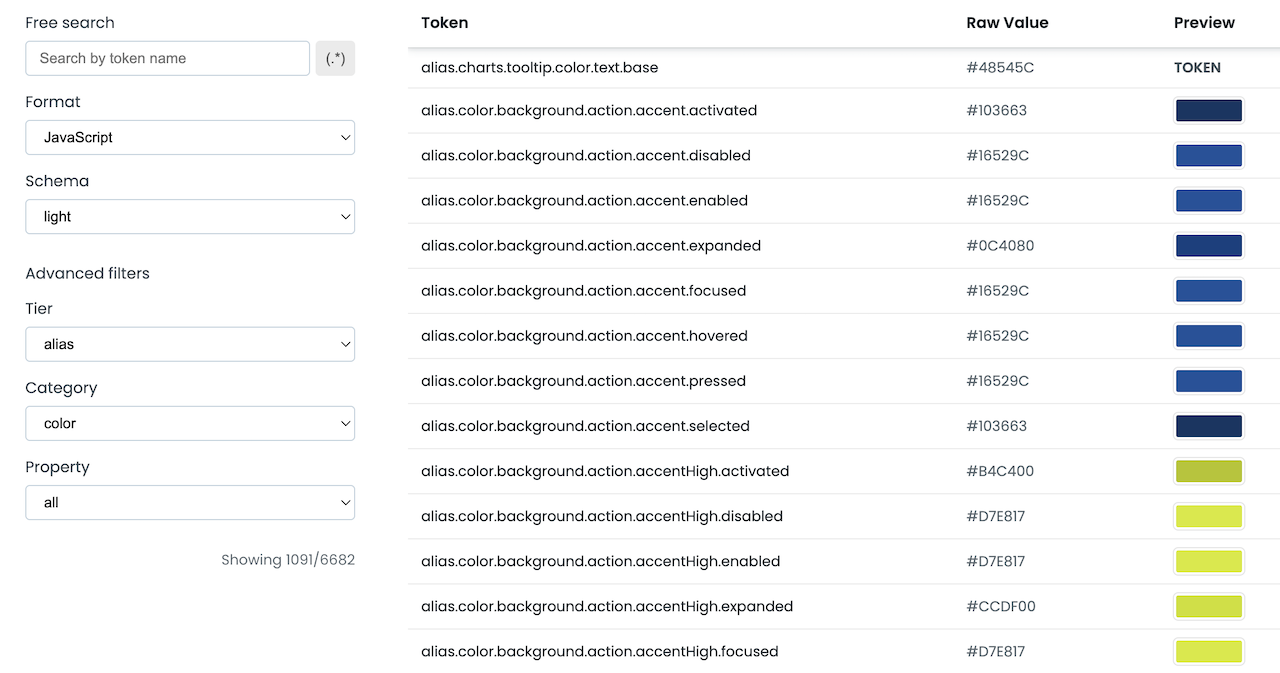 Free search
Search by token name
(.*)
Format
JavaScript
Schema
light
Advanced filters
Tier
alias
Category
color
Property
all
Showing 1091/6682
Token Raw Value Preview
alias.charts.tooltip.color.text.base #48545C TOKEN
alias.color.background.action.accent.activated #103663
alias.color.background.action.accent.disabled #16529C
alias.color.background.action.accent.enabled #16529C
alias.color.background.action.accent.expanded #0C4080
alias.color.background.action.accent.focused #16529C
alias.color.background.action.accent.hovered #16529C
alias.color.background.action.accent.pressed #16529C
alias.color.background.action.accent.selected #103663
alias.color.background.action.accentHigh.activated #B4C400
alias.color.background.action.accentHigh.disabled #D7E817
alias.color.background.action.accentHigh.enabled #D7E817
alias.color.background.action.accentHigh.expanded #CCDF00
alias.color.background.action.accentHigh.focused #D7E817